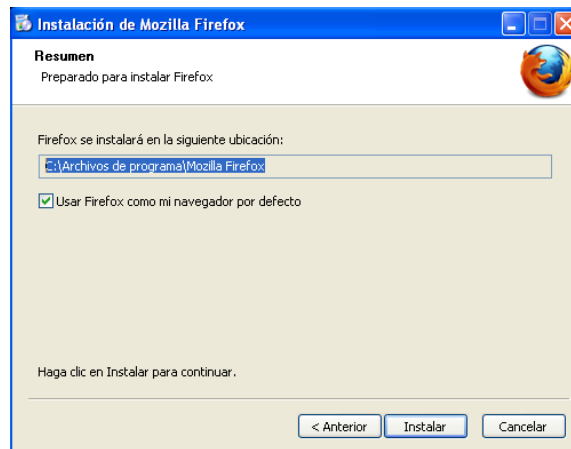 Instalación de Mozilla Firefox
Resumen
Preparado para instalar Firefox
Firefox se instalará en la siguiente ubicación:
C:\Archivos de programa\Mozilla Firefox
Usar Firefox como mi navegador por defecto
Haga clic en Instalar para continuar.
< Anterior Instalar Cancelar